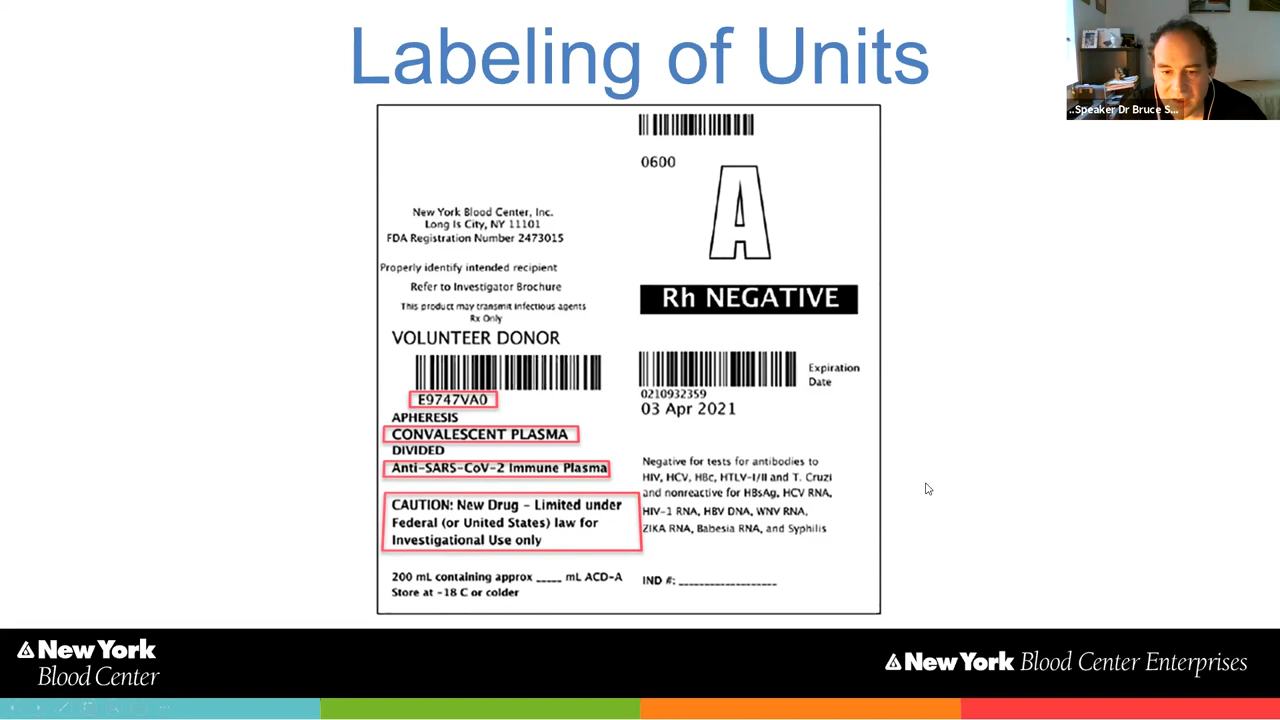 Labeling of Units
..Speaker Dr Bruce S...
0600
A
New York Blood Center, Inc.
Long Is City, NY 11101
FDA Registration Number 2473015
Properly identify intended recipient
Refer to Investigator Brochure
This product may transmit infectious agents
Rx Only
VOLUNTEER DONOR
Rh NEGATIVE
E9747VA0
APHERESIS
CONVALESCENT PLASMA
DIVIDED
Anti-SARS-CoV-2 Immune Plasma
CAUTION: New Drug - Limited under
Federal (or United States) law for
Investigational Use only
200 mL containing approx _____ mL ACD-A
Store at -18 C or colder
Expiration
Date
0210932359
03 Apr 2021
Negative for tests for antibodies to
HIV, HCV, HBc, HTLV-I/II and T. Cruzi
and nonreactive for HBsAg, HCV RNA,
HIV-1 RNA, HBV DNA, WNV RNA,
ZIKA RNA, Babesia RNA, and Syphilis
IND #: __________________
New York
Blood Center
New York Blood Center Enterprises